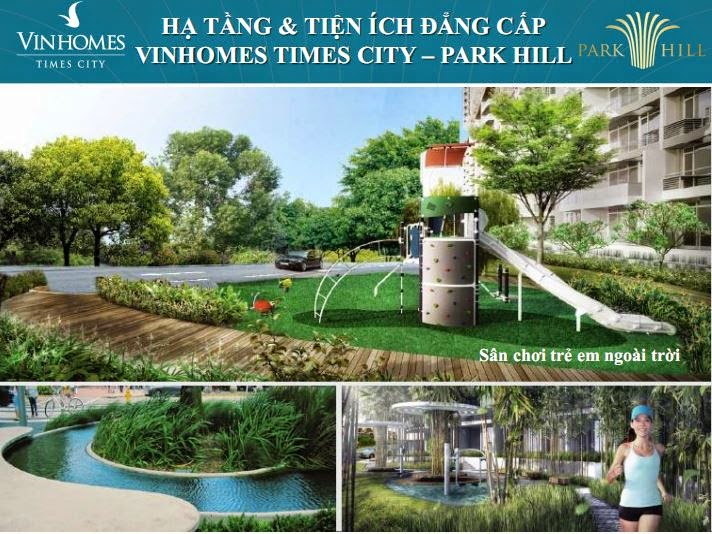 VINHOMES
TIMES CITY
HẠ TẦNG & TIỆN ÍCH ĐẲNG CẤP
VINHOMES TIMES CITY – PARK HILL
PARK HILL
Sân chơi trẻ em ngoài trời